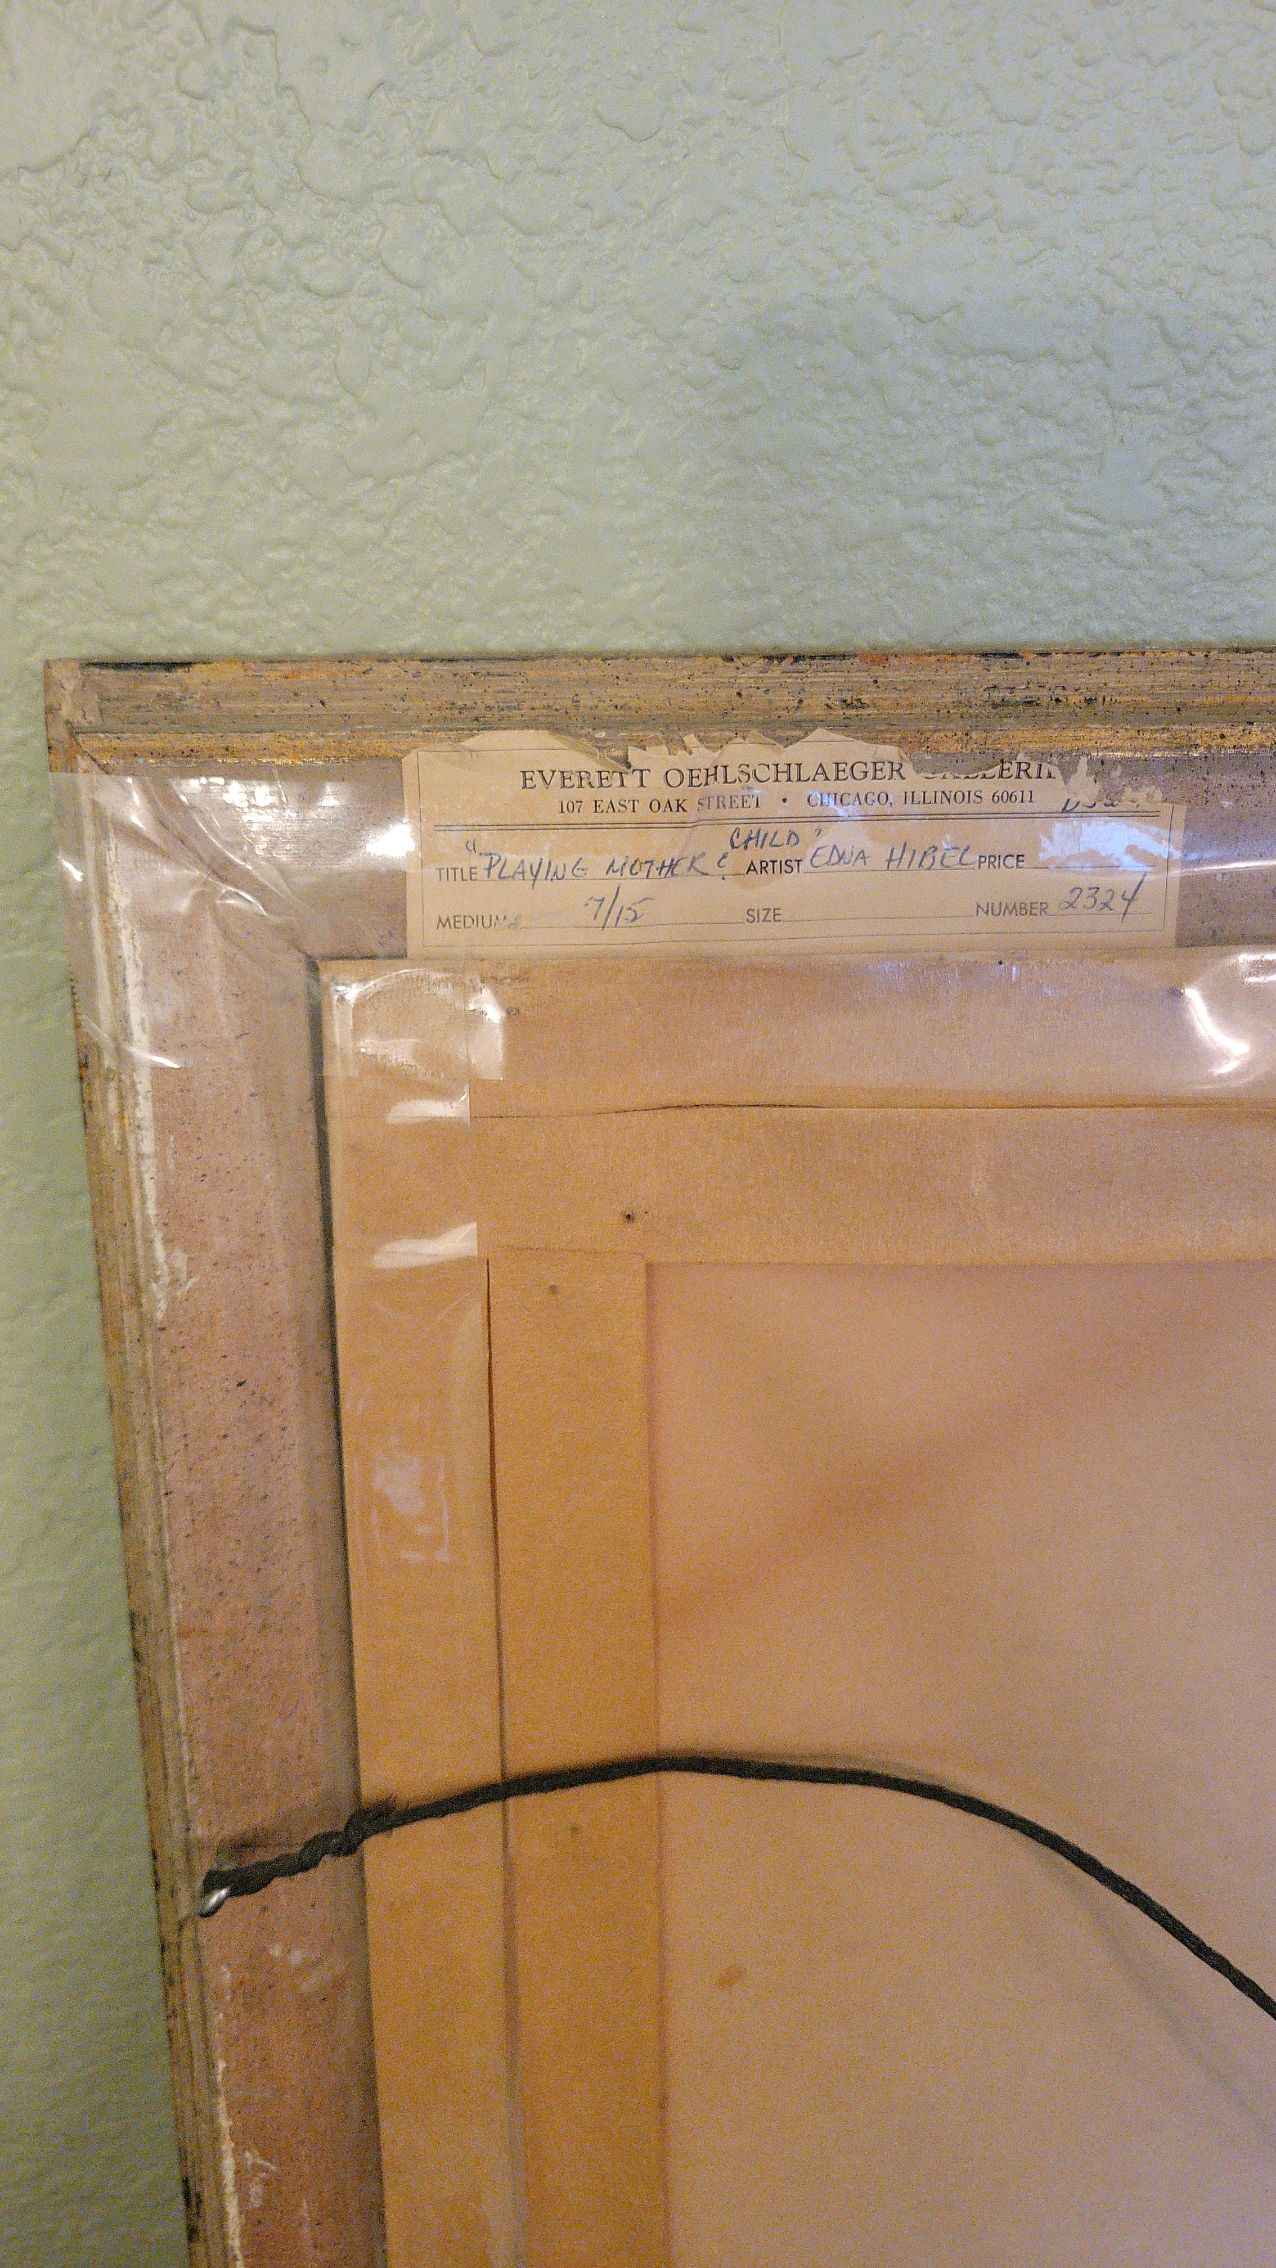 EVERETT OEHLSCHLAEGER GALLERIE
107 EAST OAK STREET • CHICAGO, ILLINOIS 60611
TITLE "PLAYING MOTHER & CHILD" ARTIST EDNA HIBEL PRICE
MEDIUM 7/15 SIZE NUMBER 2324